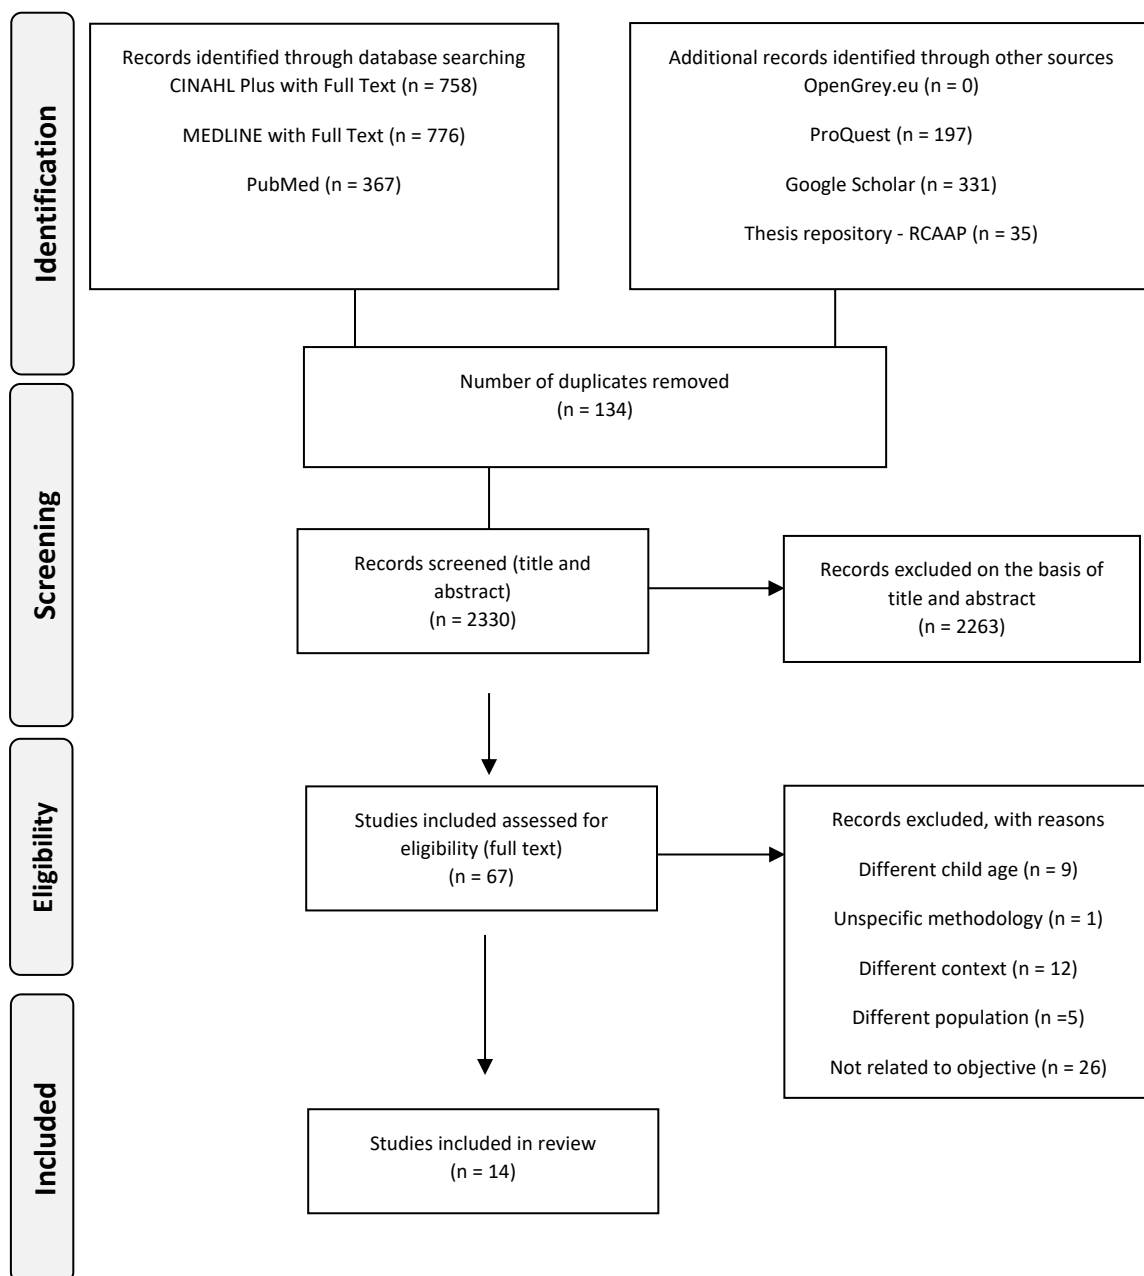 Identification
Records identified through database searching
CINAHL Plus with Full Text (n = 758)
MEDLINE with Full Text (n = 776)
PubMed (n = 367)
Additional records identified through other sources
OpenGrey.eu (n = 0)
ProQuest (n = 197)
Google Scholar (n = 331)
Thesis repository - RCAAP (n = 35)
Number of duplicates removed
(n = 134)
Screening
Records screened (title and
abstract)
(n = 2330)
Records excluded on the basis of
title and abstract
(n = 2263)
Eligibility
Studies included assessed for
eligibility (full text)
(n = 67)
Records excluded, with reasons
Different child age (n = 9)
Unspecific methodology (n = 1)
Different context (n = 12)
Different population (n =5)
Not related to objective (n = 26)
Included
Studies included in review
(n = 14)